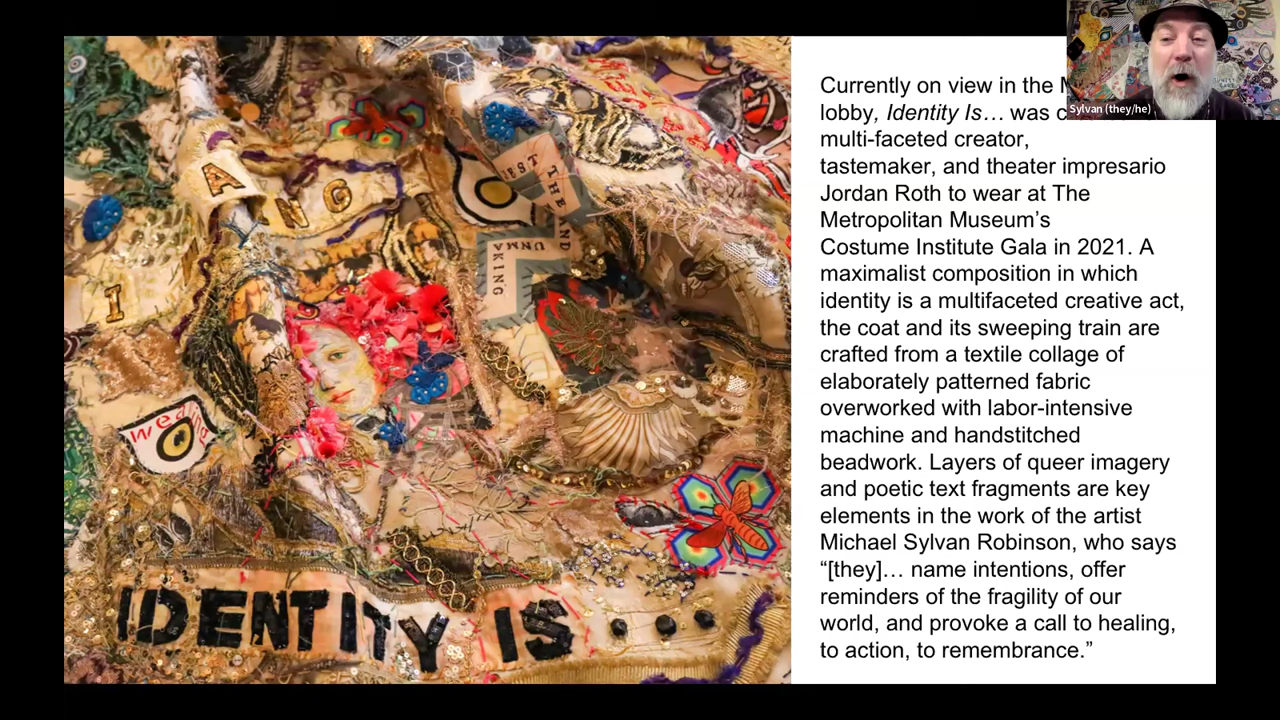 Currently on view in the
lobby, Identity Is… was
multi-faceted creator,
tastemaker, and theater impresario
Jordan Roth to wear at The
Metropolitan Museum’s
Costume Institute Gala in 2021. A
maximalist composition in which
identity is a multifaceted creative act,
the coat and its sweeping train are
crafted from a textile collage of
elaborately patterned fabric
overworked with labor-intensive
machine and handstitched
beadwork. Layers of queer imagery
and poetic text fragments are key
elements in the work of the artist
Michael Sylvan Robinson, who says
“[they]… name intentions, offer
reminders of the fragility of our
world, and provoke a call to healing,
to action, to remembrance.”
Sylvan (they/he)
A
N G
I
THE
UNMAKING
IDENTITY IS...